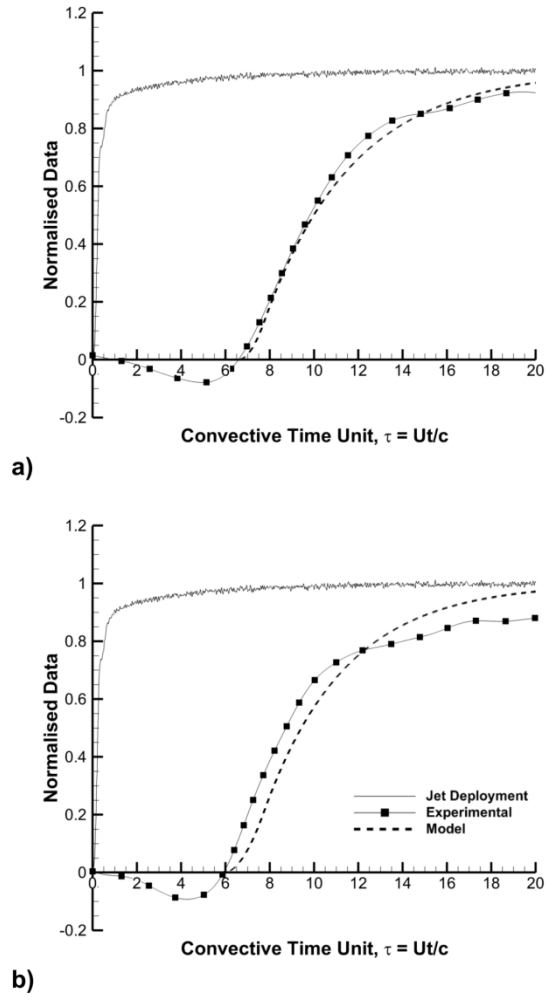 1.2
1
0.8
0.6
0.4
0.2
0
-0.2
Normalised Data
0 2 4 6 8 10 12 14 16 18 20
Convective Time Unit, τ = Ut/c
a)
1.2
1
0.8
0.6
0.4
0.2
0
-0.2
Normalised Data
Jet Deployment
Experimental
Model
0 2 4 6 8 10 12 14 16 18 20
Convective Time Unit, τ = Ut/c
b)